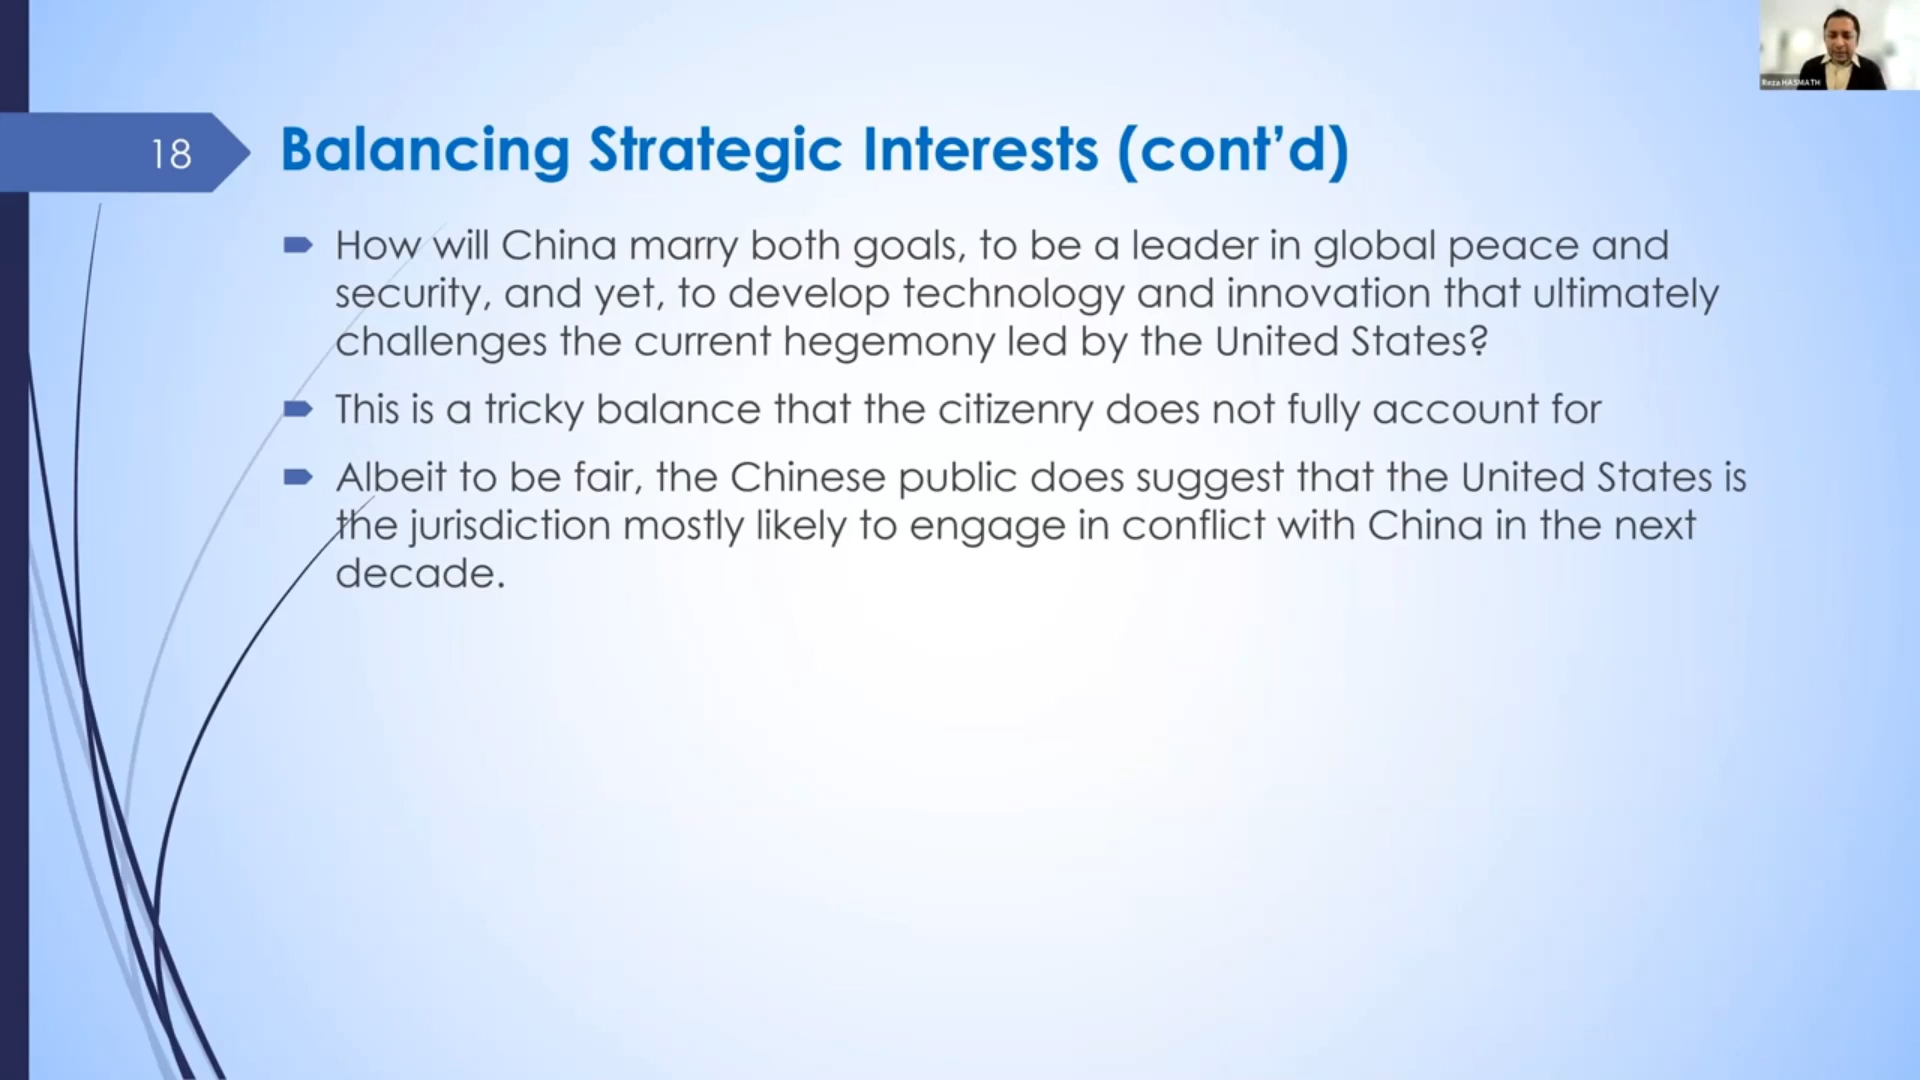 Reza HASMATH
18
Balancing Strategic Interests (cont’d)
How will China marry both goals, to be a leader in global peace and
security, and yet, to develop technology and innovation that ultimately
challenges the current hegemony led by the United States?
This is a tricky balance that the citizenry does not fully account for
Albeit to be fair, the Chinese public does suggest that the United States is
the jurisdiction mostly likely to engage in conflict with China in the next
decade.